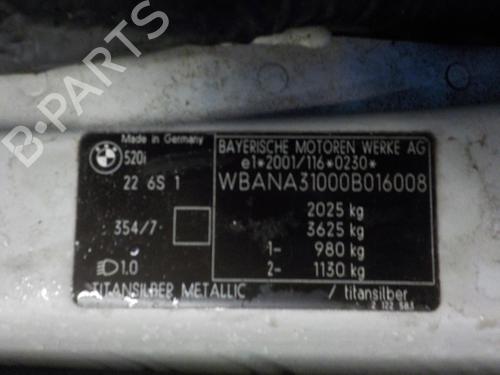 B-Parts
BMW
Made in Germany
520i
22 6S 1
354/7
1.0
TITANSILBER METALLIC
BAYERISCHE MOTOREN WERKE AG
e1*2001/116*0230*
WBANA31000B016008
2025 kg
3625 kg
1- 980 kg
2- 1130 kg
/ titansilber